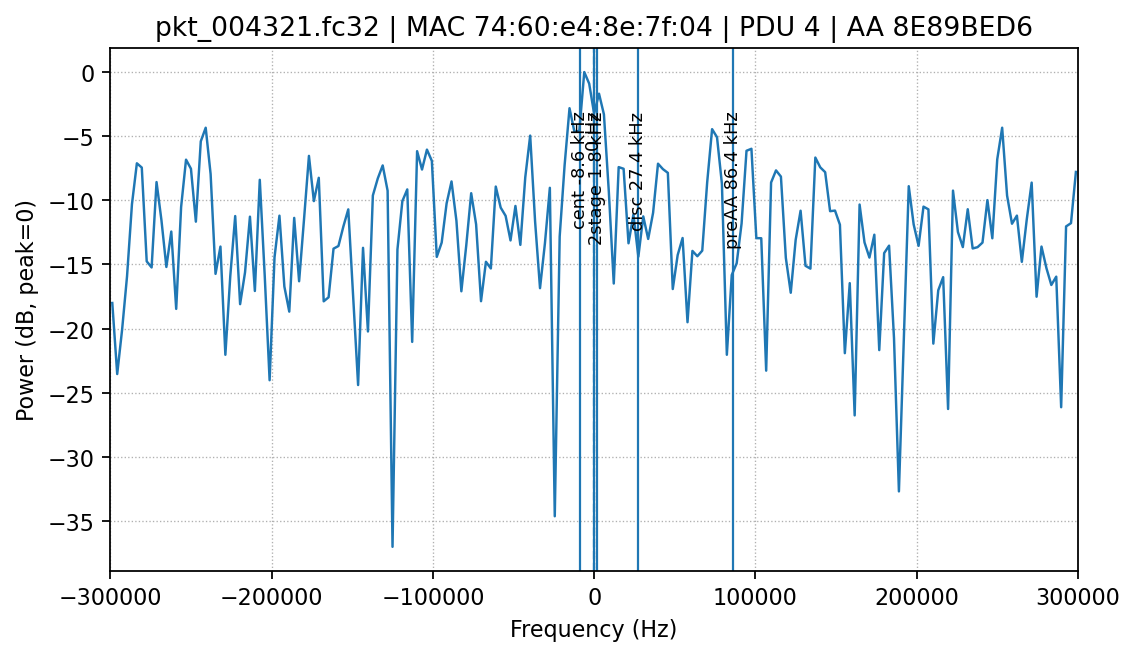 pkt_004321.fc32 | MAC 74:60:e4:8e:7f:04 | PDU 4 | AA 8E89BED6
Power (dB, peak=0)
0
−5
−10
−15
−20
−25
−30
−35
cent -8.6 kHz
2stage 1.80kHz
disc 27.4 kHz
preAA 86.4 kHz
−300000
−200000
−100000
0
100000
200000
300000
Frequency (Hz)